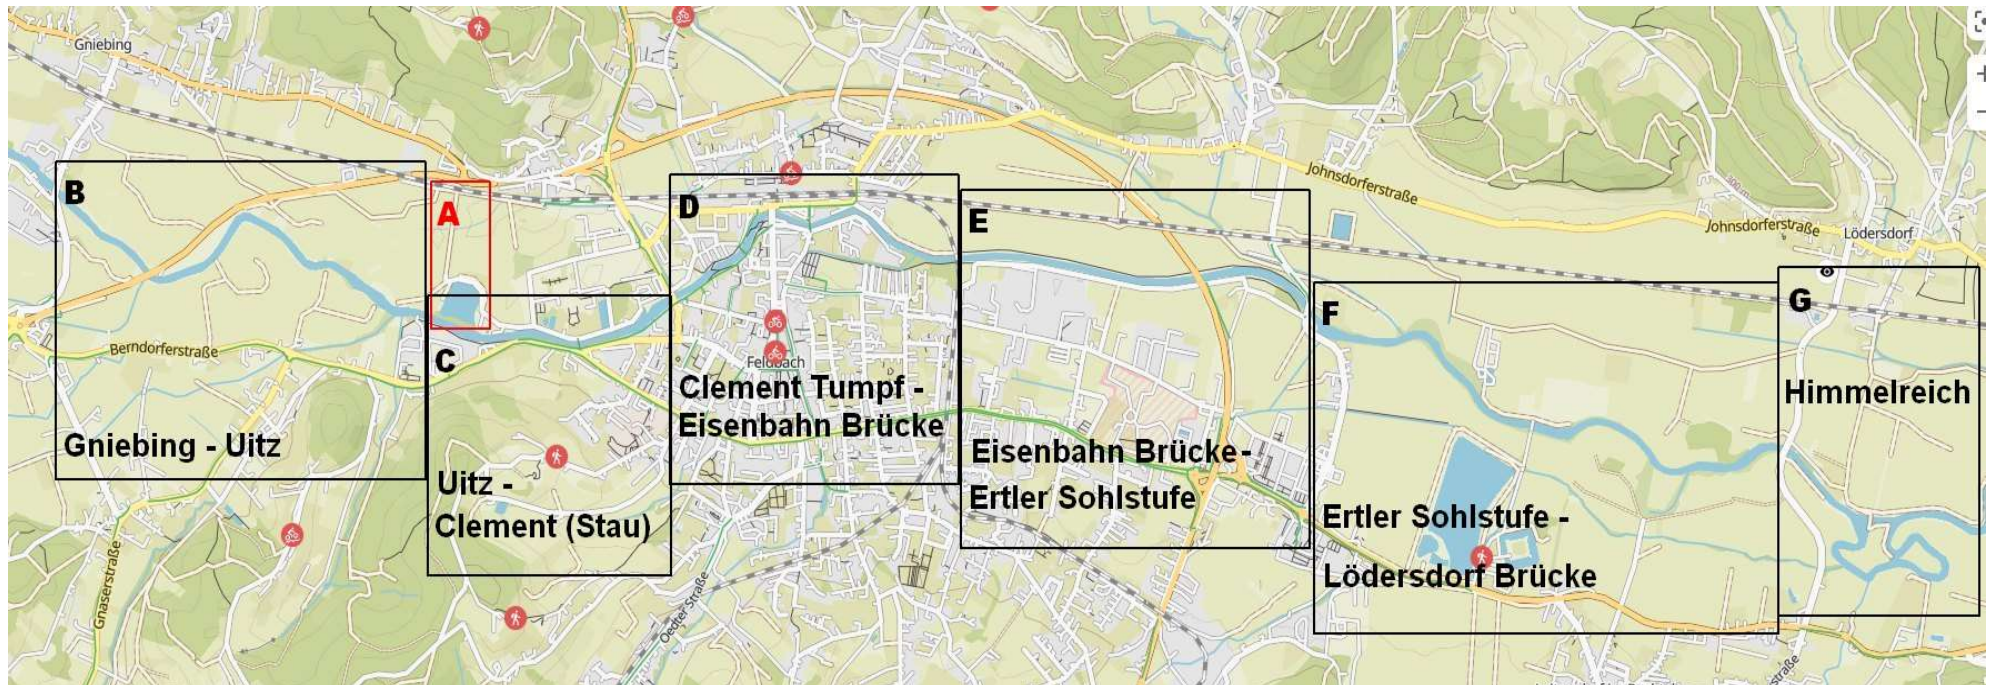 Gniebing
B
A
D
E
Johnsdorferstraße
Johnsdorferstraße
Lödersdorf
300 m
G
F
Berndorferstraße
C
Feldbach
Clement Tumpf -
Eisenbahn Brücke
Himmelreich
Gniebing - Uitz
Eisenbahn Brücke-
Ertler Sohlstufe
Uitz -
Clement (Stau)
Ertler Sohlstufe -
Lödersdorf Brücke
Gnaserstraße
Oedter Straße